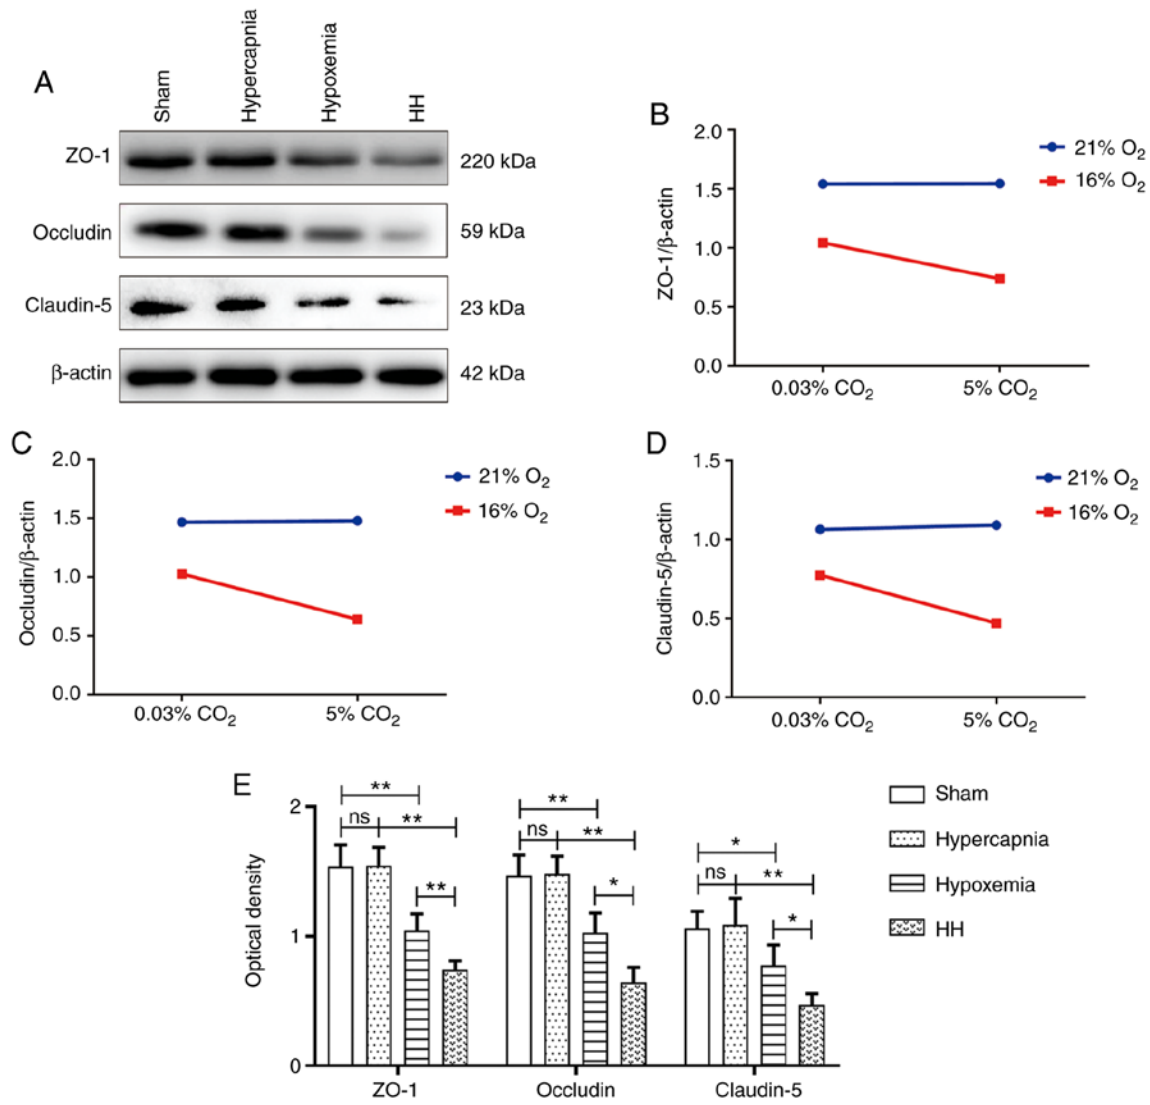 A
Sham
Hypercapnia
Hypoxemia
HH
ZO-1
220 kDa
Occludin
59 kDa
Claudin-5
23 kDa
β-actin
42 kDa
B
ZO-1/β-actin
2.0
1.5
1.0
0.5
0.0
0.03% CO2
5% CO2
21% O2
16% O2
C
Occludin/β-actin
2.0
1.5
1.0
0.5
0.0
0.03% CO2
5% CO2
21% O2
16% O2
D
Claudin-5/β-actin
1.5
1.0
0.5
0.0
0.03% CO2
5% CO2
21% O2
16% O2
E
Optical density
2
1
0
**
ns
**
**
**
ns
**
*
*
ns
**
*
ZO-1
Occludin
Claudin-5
Sham
Hypercapnia
Hypoxemia
HH